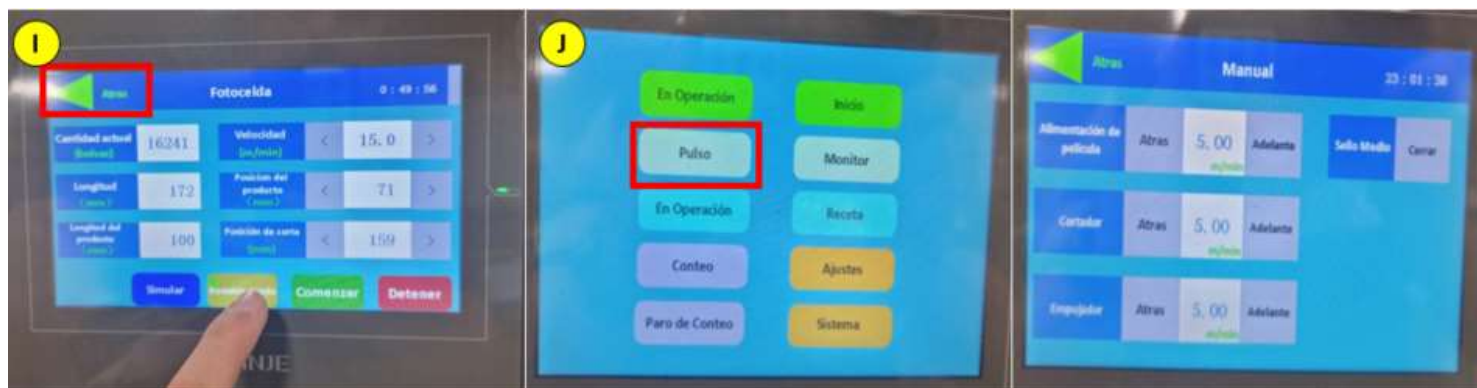 I
Atras
Fotocelda
0 : 49 : 56
Cantidad actual
16241
Velocidad
[m/min]
<
15.0
>
Longitud
(mm)
172
Posicion del
producto
(mm)
<
71
>
Longitud del
producto
(mm)
100
Posición de corte
(mm)
<
159
>
Simular
Comenzar
Detener
NJE
J
En Operación
Inicio
Pulso
Monitor
En Operación
Receta
Conteo
Ajustes
Paro de Conteo
Sistema
Atras
Manual
23 : 01 : 38
Alimentación de
película
Atras
5.00
m/min
Adelante
Sello Medio
Cerrar
Cortador
Atras
5.00
m/min
Adelante
Empujador
Atras
5.00
m/min
Adelante